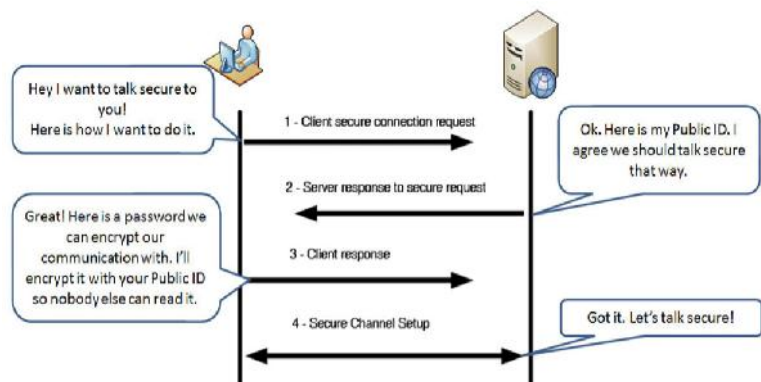 Hey I want to talk secure to
you!
Here is how I want to do it.
1 - Client secure connection request
Ok. Here is my Public ID. I
agree we should talk secure
that way.
2 - Server response to secure request
Great! Here is a password we
can encrypt our
communication with. I'll
encrypt it with your Public ID
so nobody else can read it.
3 - Client response
4 - Secure Channel Setup
Got it. Let's talk secure!